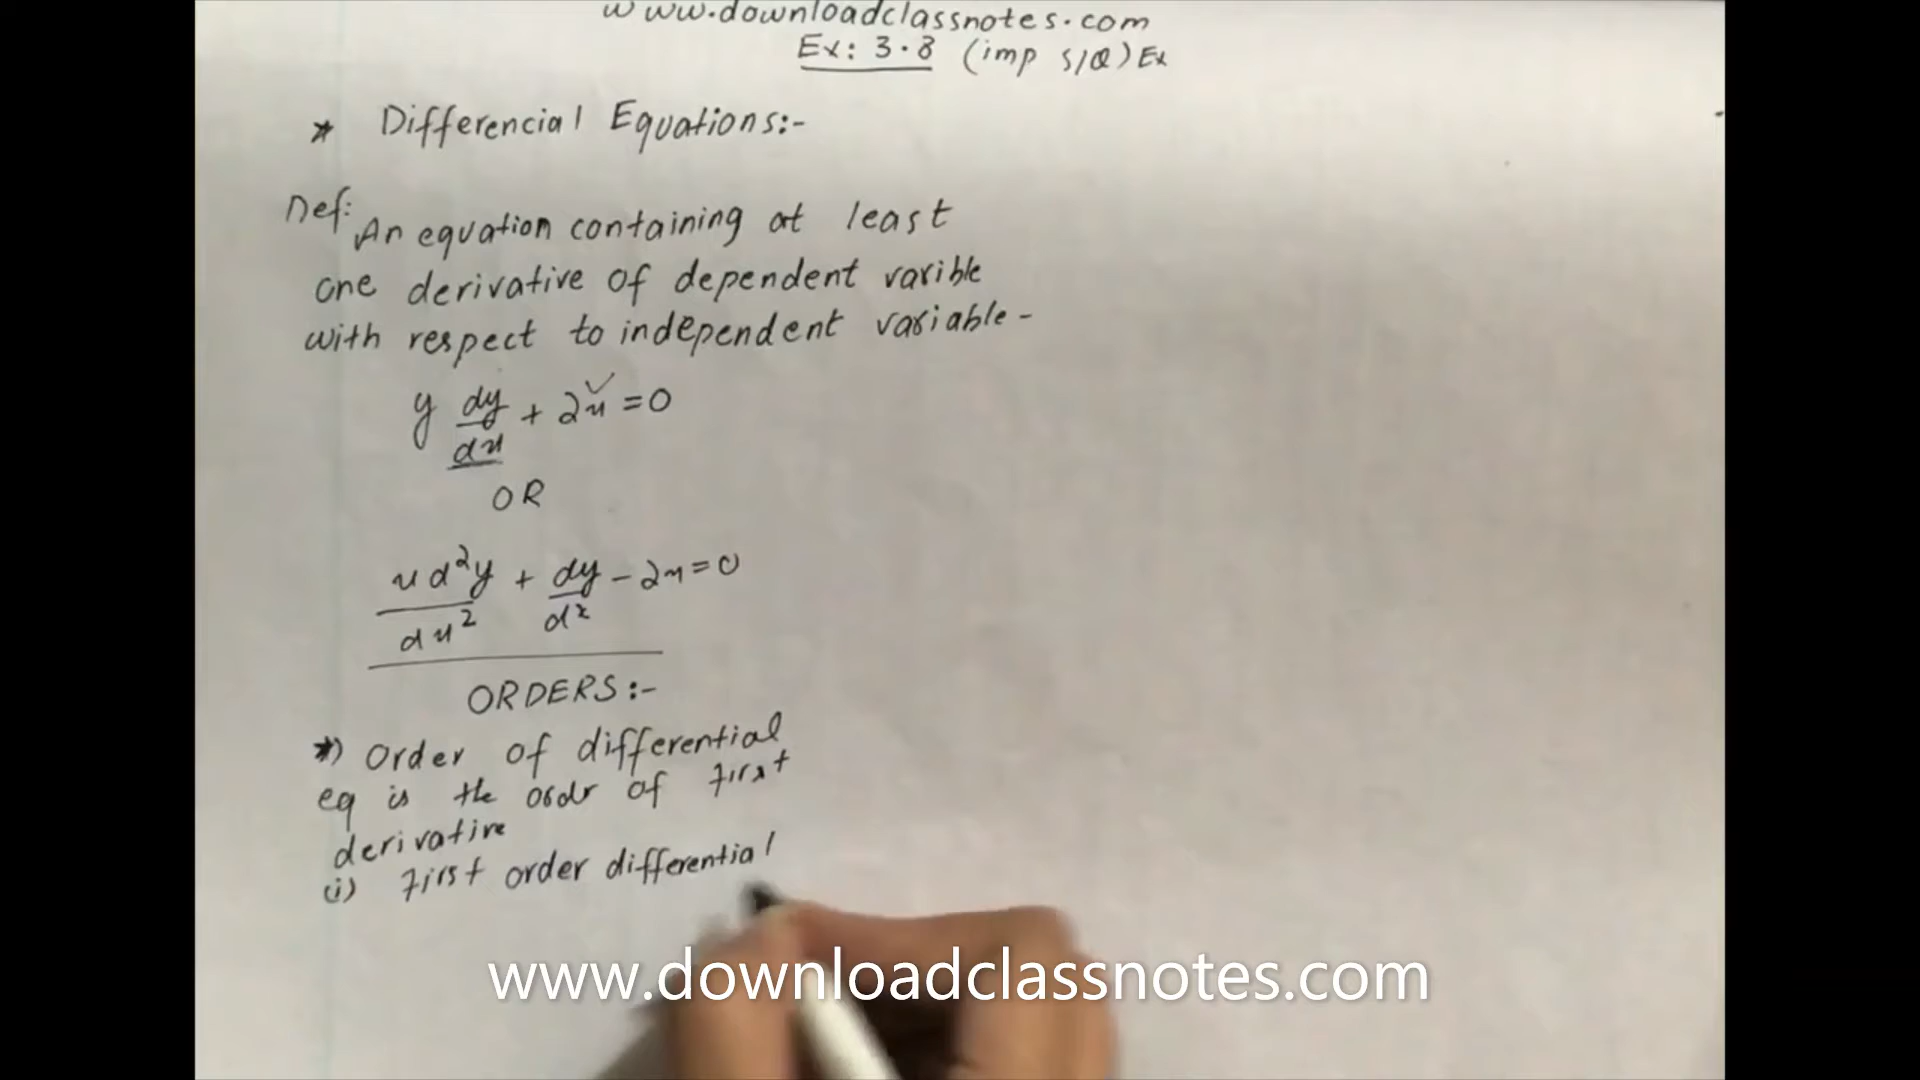 www.downloadclassnotes.com
Ex: 3.8 (imp S/Q) Ex
* Differencial Equations:-
Def: An equation containing at least
one derivative of dependent varible
with respect to independent variable-
y dy/dx + 2x = 0
OR
x d²y/dx² + dy/dx - 2x = 0
ORDERS:-
*) Order of differential
eq is the ordr of first
derivative
(i) first order differential
www.downloadclassnotes.com